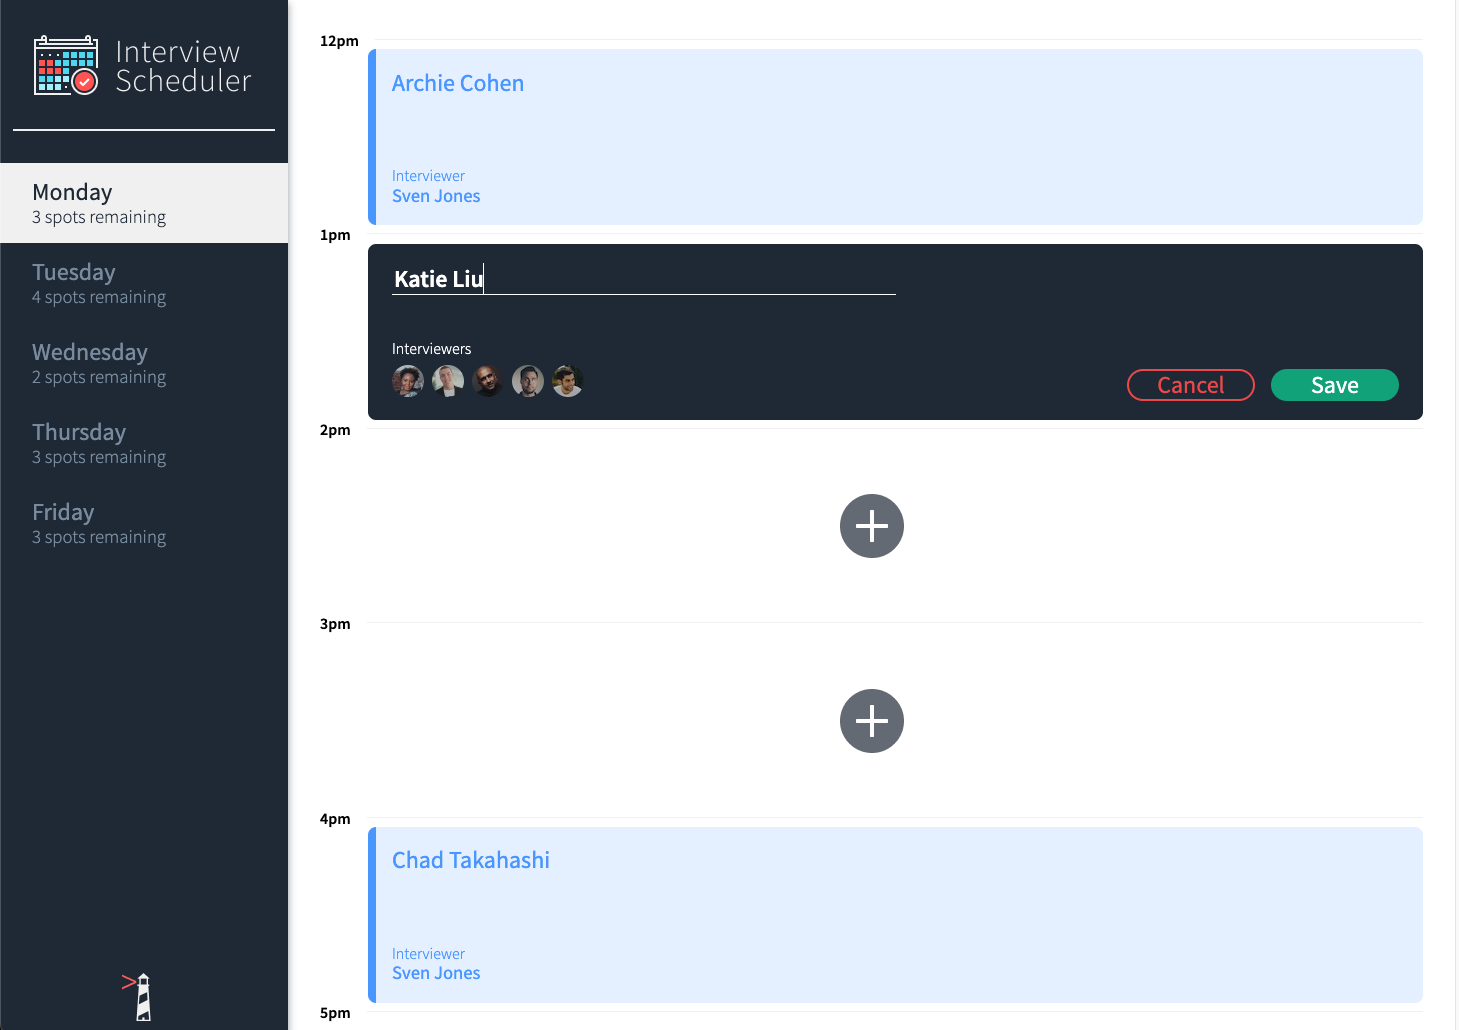 Interview
Scheduler
Monday
3 spots remaining
Tuesday
4 spots remaining
Wednesday
2 spots remaining
Thursday
3 spots remaining
Friday
3 spots remaining
12pm
Archie Cohen
Interviewer
Sven Jones
1pm
Katie Liu
Interviewers
Cancel
Save
2pm
3pm
4pm
Chad Takahashi
Interviewer
Sven Jones
5pm